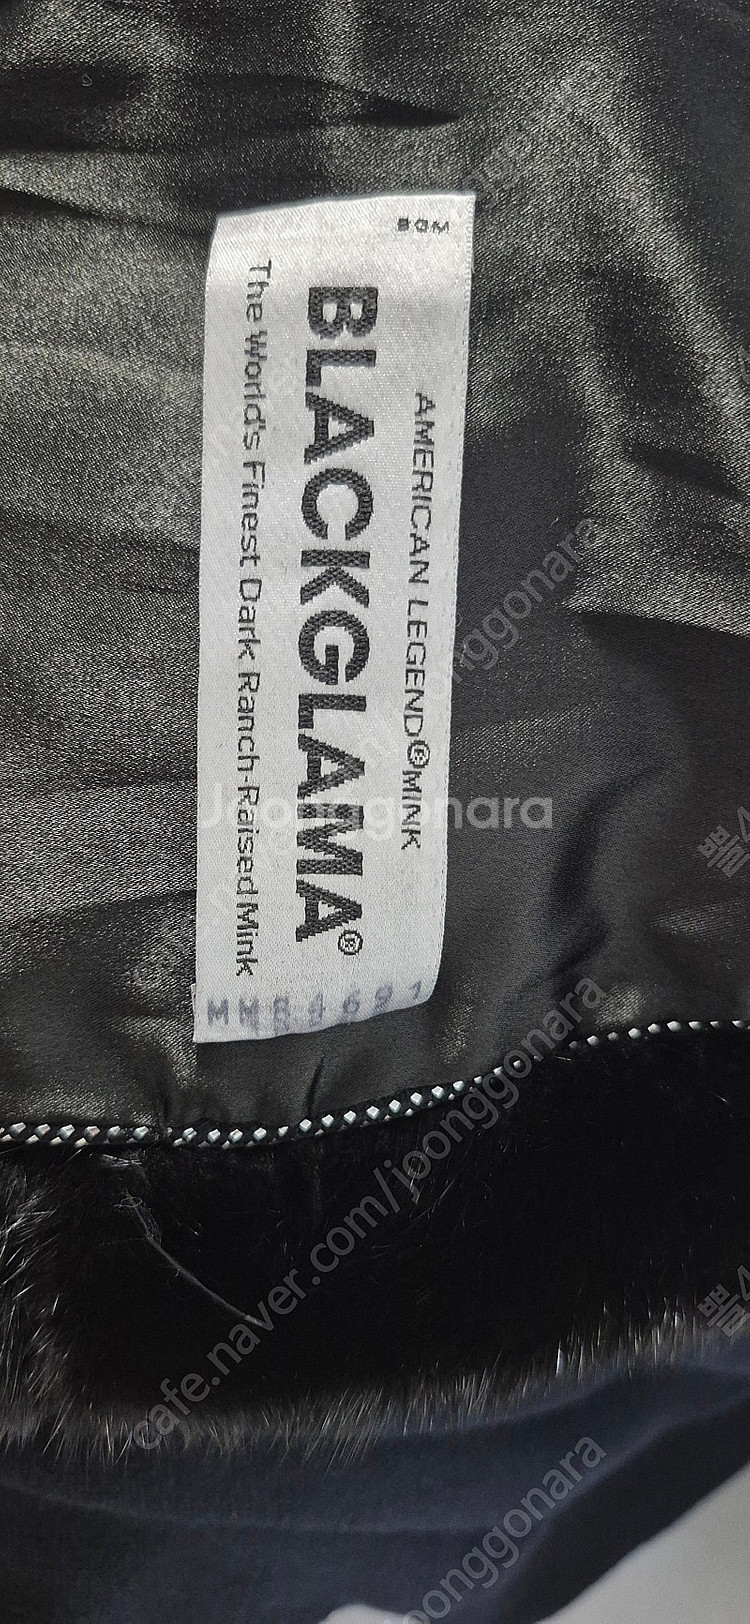 BGM
AMERICAN LEGEND®MINK
BLACKGLAMA®
The World's Finest Dark Ranch-Raised Mink
Joonggonara
cafe.naver.com/joonggonara